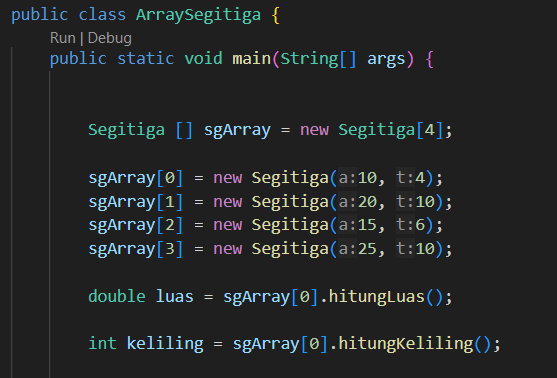 public class ArraySegitiga {
Run | Debug
public static void main(String[] args) {
Segitiga [] sgArray = new Segitiga[4];
sgArray[0] = new Segitiga(a:10, t:4);
sgArray[1] = new Segitiga(a:20, t:10);
sgArray[2] = new Segitiga(a:15, t:6);
sgArray[3] = new Segitiga(a:25, t:10);
double luas = sgArray[0].hitungLuas();
int keliling = sgArray[0].hitungKeliling();